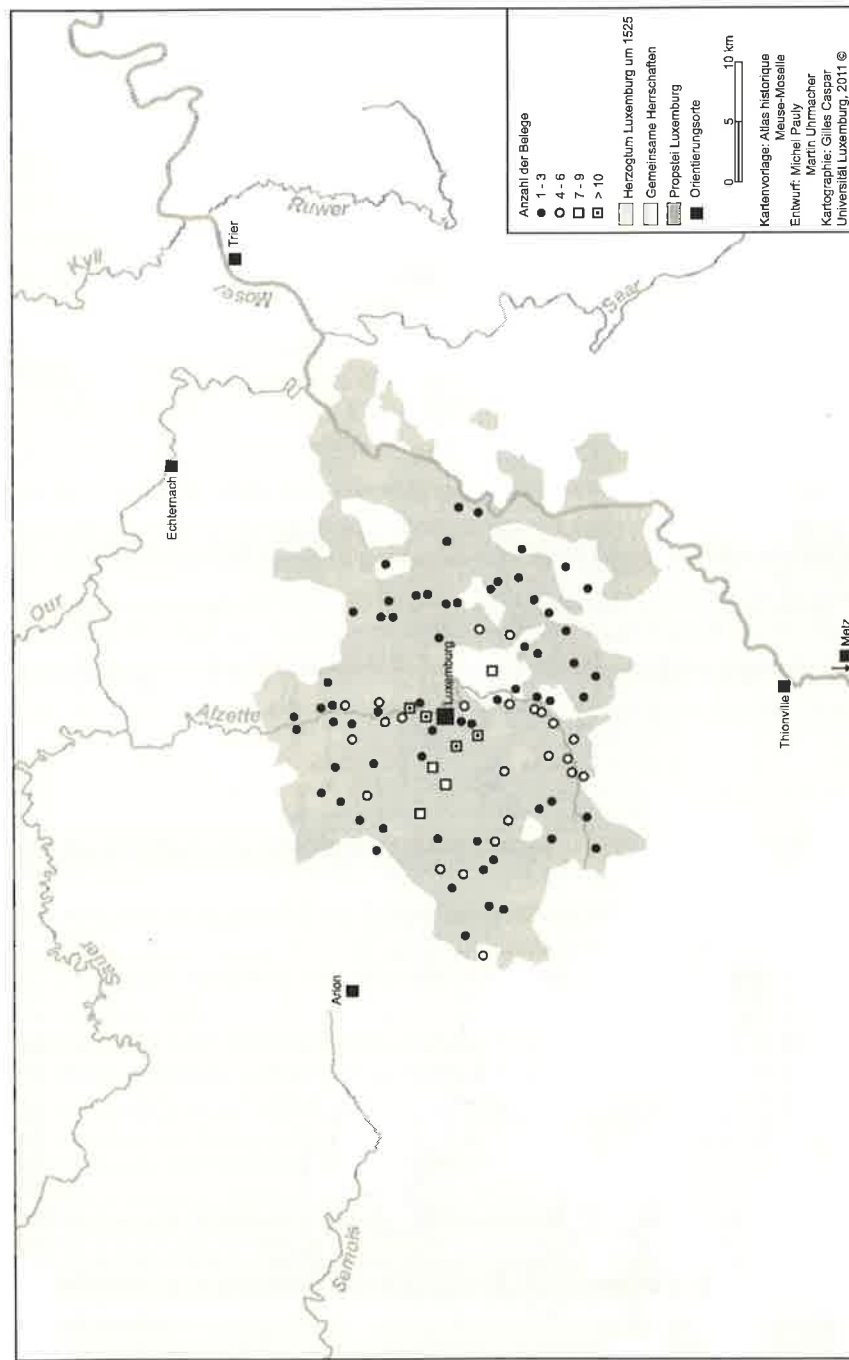 Our
Kyll
Echternach
Trier
Ruwer
Mosel
Sauer
Alzette
Arlon
Semois
Luxemburg
Saar
Thionville
Metz
Anzahl der Belege
1 - 3
4 - 6
7 - 9
> 10
Herzogtum Luxemburg um 1525
Gemeinsame Herrschaften
Propstei Luxemburg
Orientierungsorte
0 5 10 km
Kartenvorlage: Atlas historique
Meuse-Moselle
Entwurf: Michel Pauly
Martin Uhrmacher
Kartographie: Gilles Caspar
Universität Luxemburg, 2011 ©